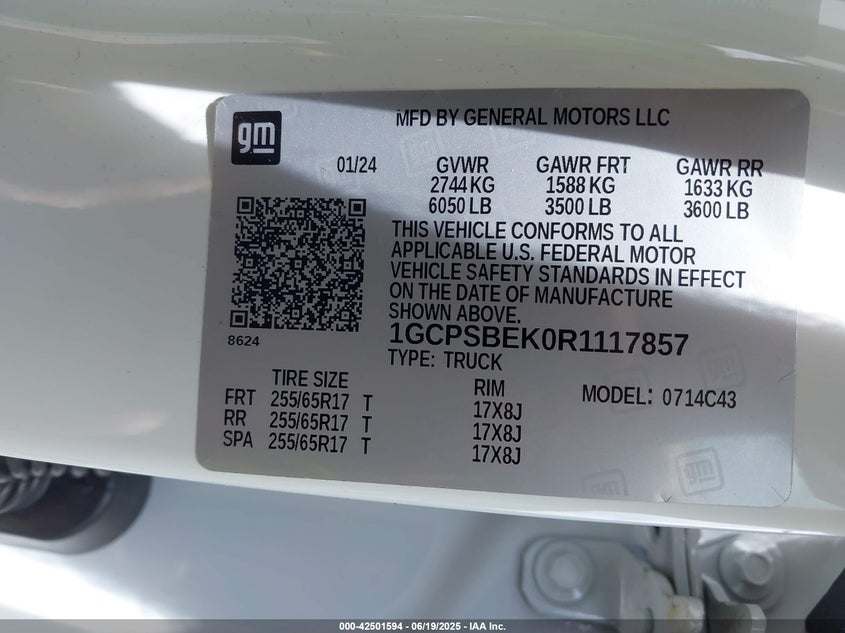 gm
MFD BY GENERAL MOTORS LLC
01/24 GVWR GAWR FRT GAWR RR
2744 KG 1588 KG 1633 KG
6050 LB 3500 LB 3600 LB
THIS VEHICLE CONFORMS TO ALL
APPLICABLE U.S. FEDERAL MOTOR
VEHICLE SAFETY STANDARDS IN EFFECT
ON THE DATE OF MANUFACTURE
SHOWN ABOVE.
8624
1GCPSBEK0R1117857
TYPE: TRUCK
TIRE SIZE RIM MODEL: 0714C43
FRT 255/65R17 T 17X8J
RR 255/65R17 T 17X8J
SPA 255/65R17 T 17X8J
gm
gm
gm
000-42501594 - 06/19/2025 - IAA Inc.